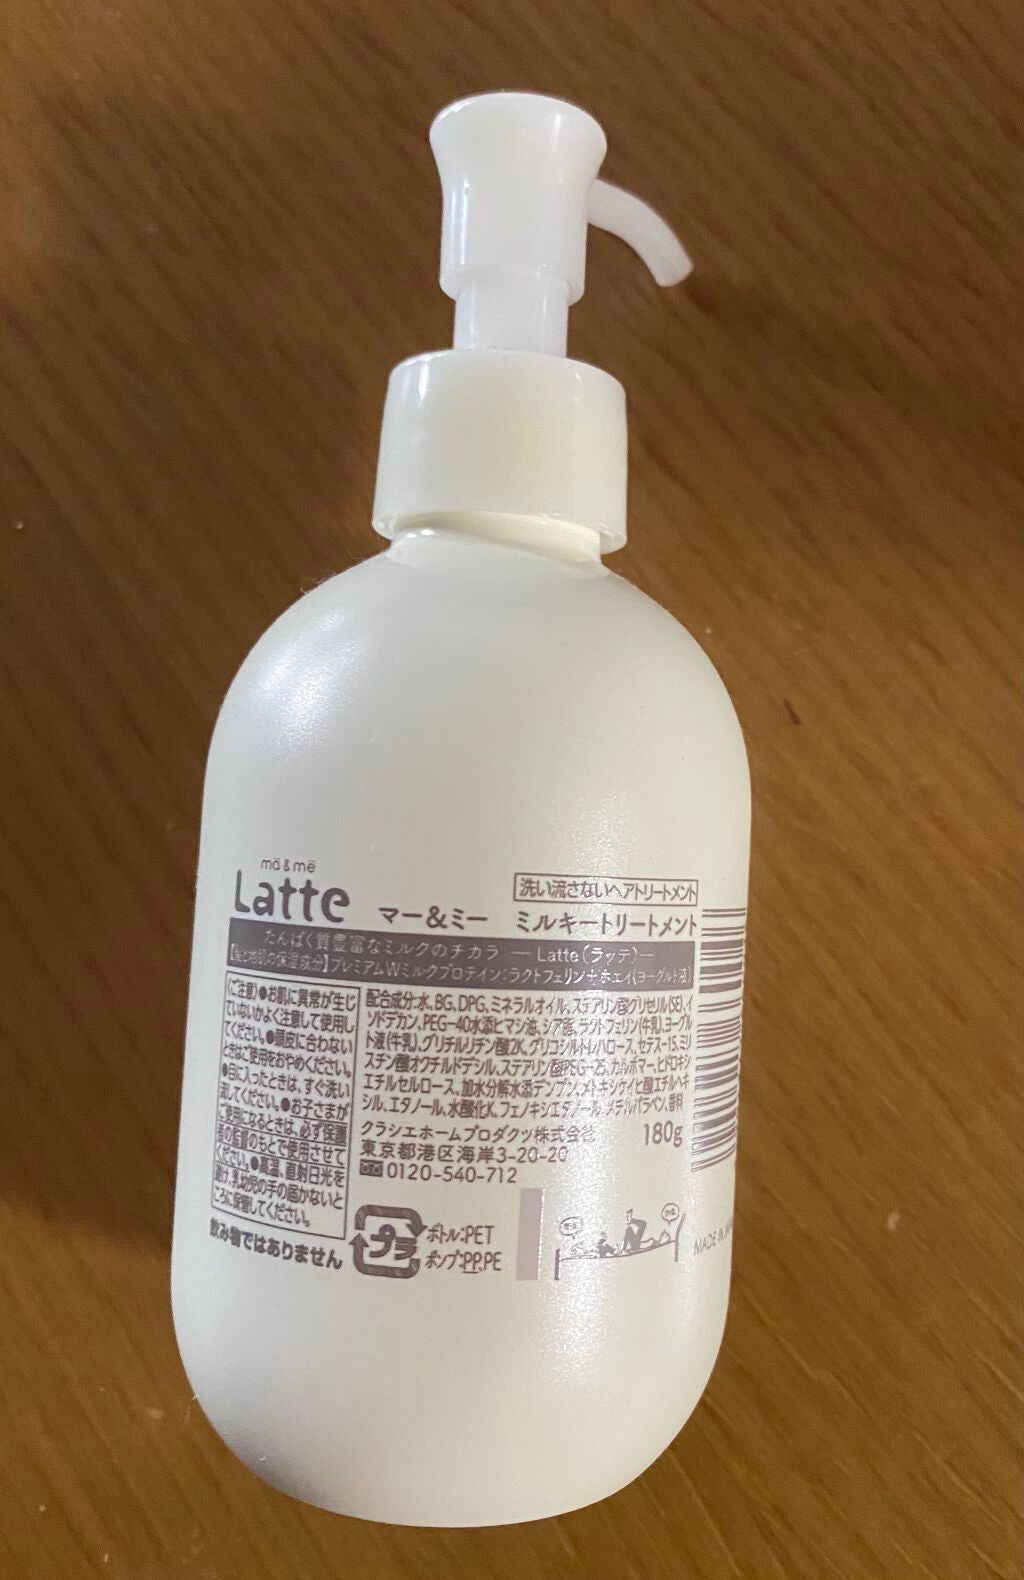 mä & më
Latte マー&ミー ミルキートリートメント
洗い流さないヘアトリートメント
たんぱく質豊富なミルクのチカラ ― Latte(ラッテ)―
【髪と地肌の保湿成分】プレミアムWミルクプロテイン:ラクトフェリン+ホエイ(ヨーグルト液)
〈ご注意〉●お肌に異常が生じ
ていないかよく注意して使用し
てください。●頭皮に合わない
ときはご使用をおやめください。
●目に入ったときは、すぐ洗い
流してください。●お子さまが
ご使用になるときは、必ず保護
者の監督のもとで使用させて
ください。●高温、直射日光を
避け、乳幼児の手の届かないと
ころに保管してください。
飲み物ではありません
配合成分:水、BG、DPG、ミネラルオイル、ステアリン酸グリセリル(SE)、イ
ソドデカン、PEG-40水添ヒマシ油、シア脂、ラクトフェリン(牛乳)、ヨーグル
ト液(牛乳)、グリチルリチン酸2K、グリコシルトレハロース、セテス-15、ミリ
スチン酸オクチルドデシル、ステアリン酸PEG-25、カルボマー、ヒドロキシ
エチルセルロース、加水分解水添デンプン、メトキシケイヒ酸エチルヘキ
シル、エタノール、水酸化K、フェノキシエタノール、メチルパラベン、香料
クラシエホームプロダクツ株式会社 180g
東京都港区海岸3-20-20
0120-540-712
プラ
ボトル:PET
ポンプ:PP,PE
MADE IN